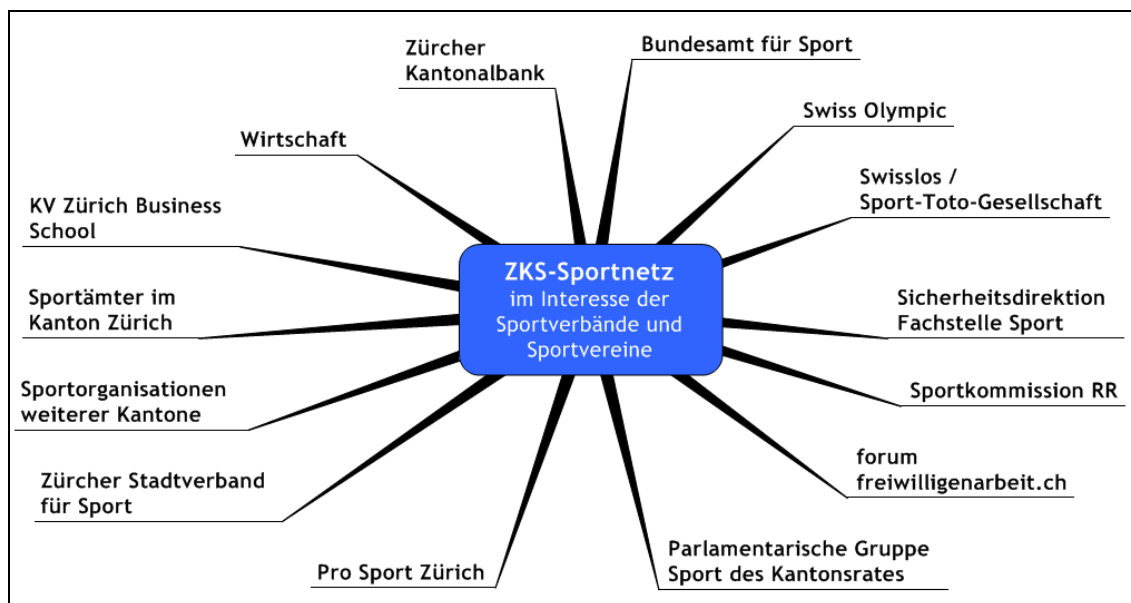 Zürcher
Kantonalbank
Bundesamt für Sport
Swiss Olympic
Wirtschaft
Swisslos /
Sport-Toto-Gesellschaft
KV Zürich Business
School
ZKS-Sportnetz
im Interesse der
Sportverbände und
Sportvereine
Sportämter im
Kanton Zürich
Sicherheitsdirektion
Fachstelle Sport
Sportorganisationen
weiterer Kantone
Sportkommission RR
Zürcher Stadtverband
für Sport
forum
freiwilligenarbeit.ch
Pro Sport Zürich
Parlamentarische Gruppe
Sport des Kantonsrates